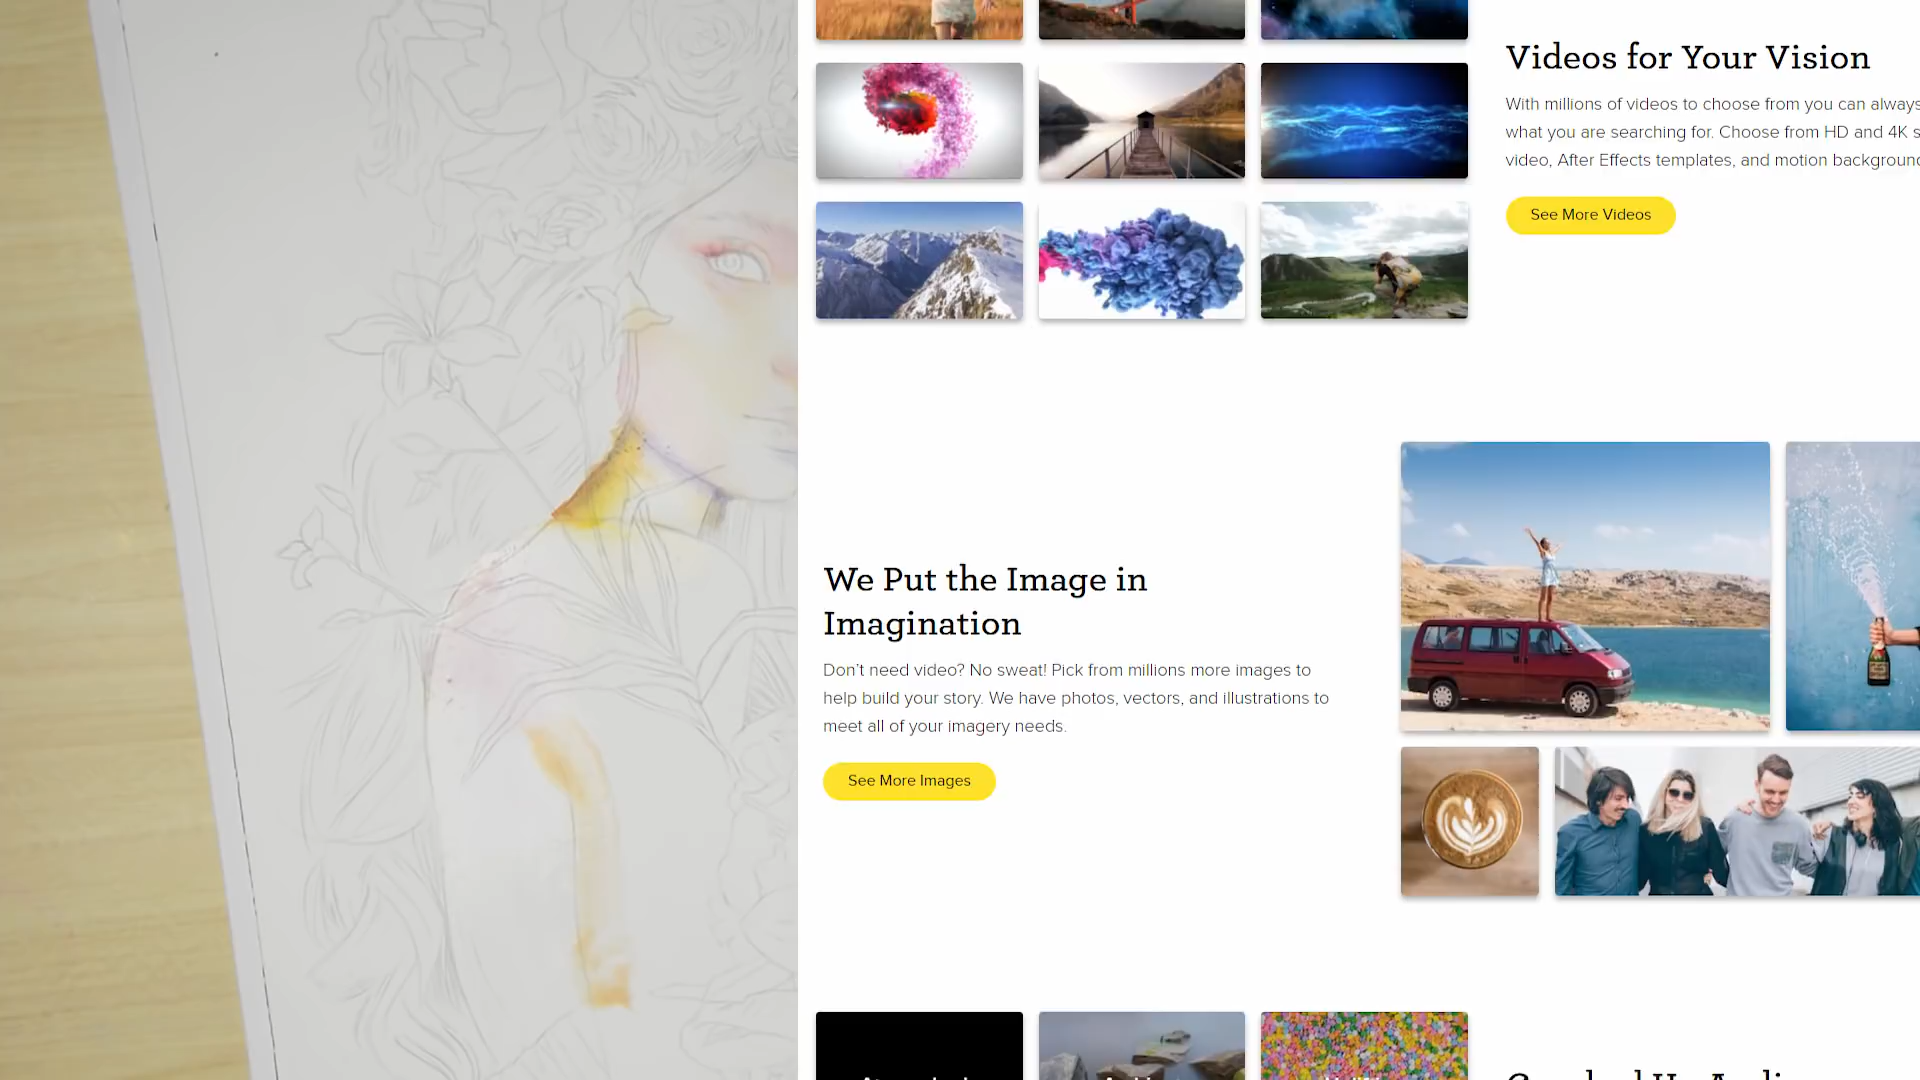 Videos for Your Vision
With millions of videos to choose from you can always
what you are searching for. Choose from HD and 4K s
video, After Effects templates, and motion background
See More Videos
We Put the Image in
Imagination
Don't need video? No sweat! Pick from millions more images to
help build your story. We have photos, vectors, and illustrations to
meet all of your imagery needs.
See More Images